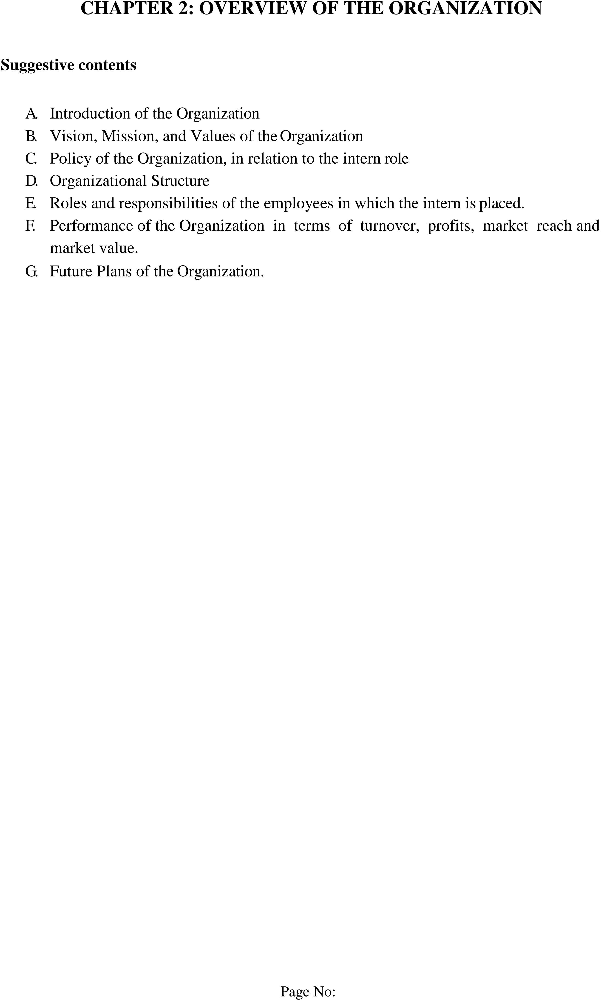 CHAPTER 2: OVERVIEW OF THE ORGANIZATION
Suggestive contents
A. Introduction of the Organization
B. Vision, Mission, and Values of the Organization
C. Policy of the Organization, in relation to the intern role
D. Organizational Structure
E. Roles and responsibilities of the employees in which the intern is placed.
F. Performance of the Organization in terms of turnover, profits, market reach and
market value.
G. Future Plans of the Organization.
Page No: